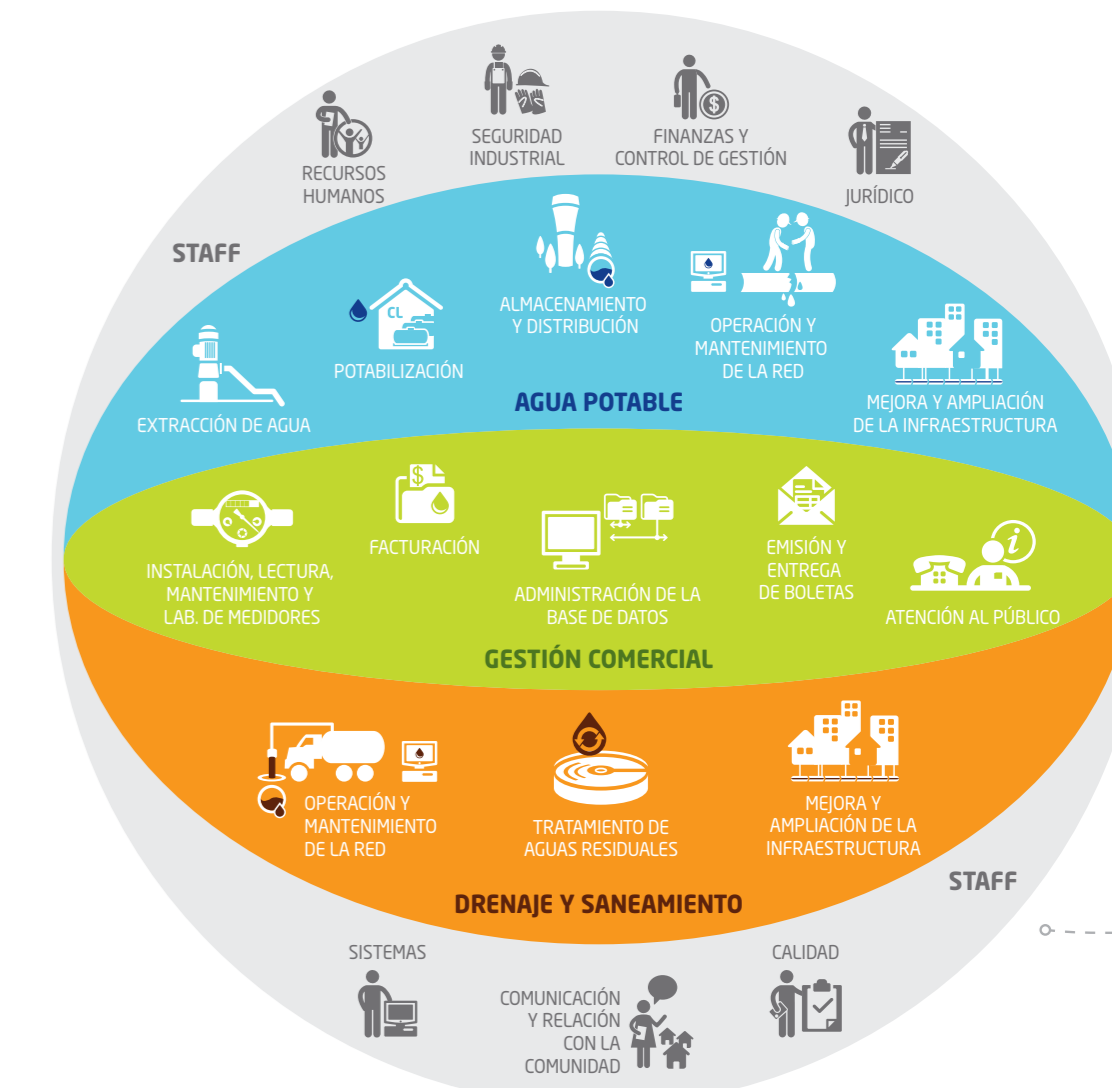 SEGURIDAD
INDUSTRIAL
FINANZAS Y
CONTROL DE GESTIÓN
$
RECURSOS
HUMANOS
JURÍDICO
STAFF
CL
POTABILIZACIÓN
ALMACENAMIENTO
Y DISTRIBUCIÓN
OPERACIÓN Y
MANTENIMIENTO
DE LA RED
EXTRACCIÓN DE AGUA
MEJORA Y AMPLIACIÓN
DE LA INFRAESTRUCTURA
AGUA POTABLE
INSTALACIÓN, LECTURA,
MANTENIMIENTO Y
LAB. DE MEDIDORES
$
FACTURACIÓN
ADMINISTRACIÓN DE LA
BASE DE DATOS
EMISIÓN Y
ENTREGA
DE BOLETAS
i
ATENCIÓN AL PÚBLICO
GESTIÓN COMERCIAL
OPERACIÓN Y
MANTENIMIENTO
DE LA RED
TRATAMIENTO DE
AGUAS RESIDUALES
MEJORA Y
AMPLIACIÓN DE LA
INFRAESTRUCTURA
DRENAJE Y SANEAMIENTO
STAFF
SISTEMAS
COMUNICACIÓN
Y RELACIÓN
CON LA
COMUNIDAD
CALIDAD